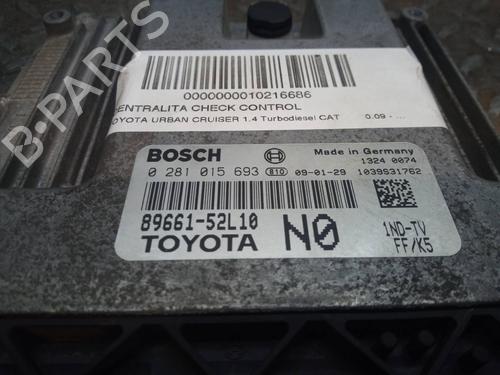 0000000010216686
ENTRALITA CHECK CONTROL
OYOTA URBAN CRUISER 1.4 Turbodiesel CAT 0.09 - ...
BOSCH Made in Germany
1324 0074
0 281 015 693 810 09-01-29 1039S31762
89661-52L10
TOYOTA N0 1ND-TV
FF/K5